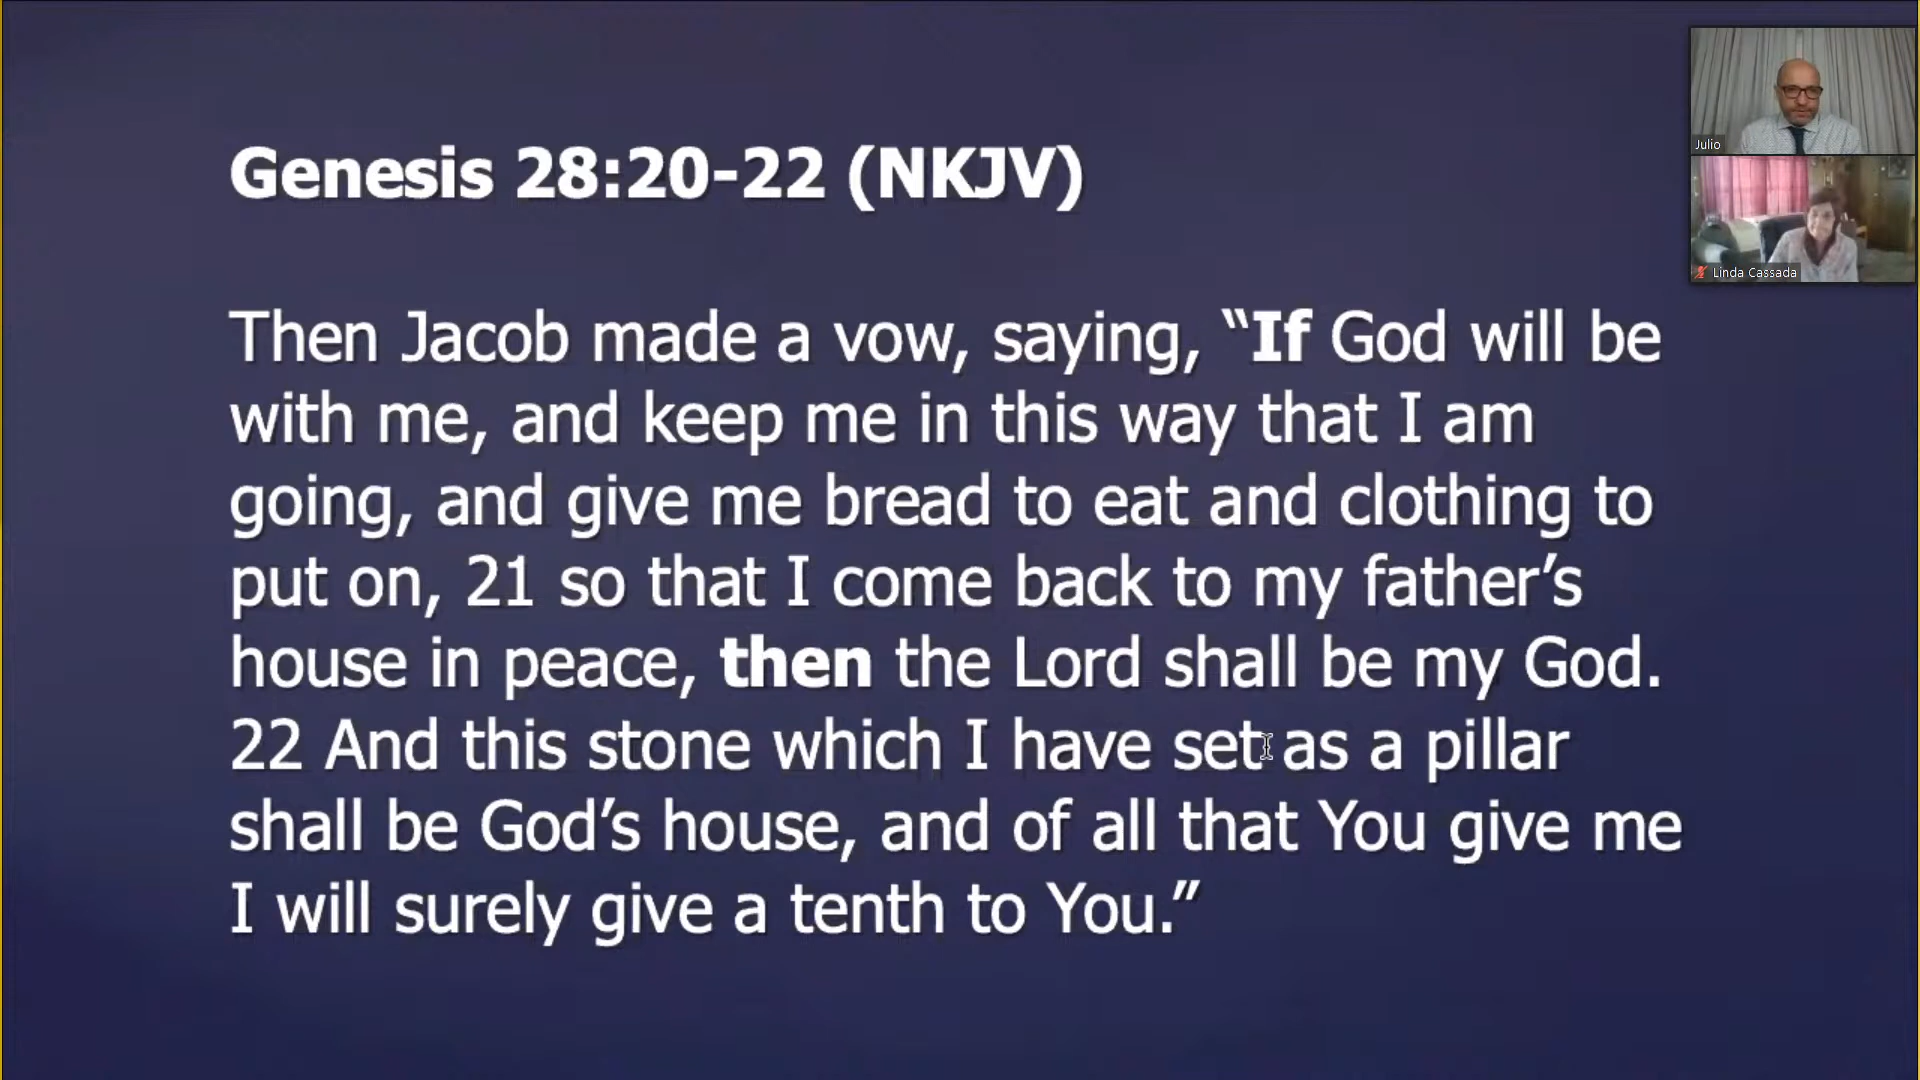 Genesis 28:20-22 (NKJV)
Then Jacob made a vow, saying, “If God will be
with me, and keep me in this way that I am
going, and give me bread to eat and clothing to
put on, 21 so that I come back to my father’s
house in peace, then the Lord shall be my God.
22 And this stone which I have set as a pillar
shall be God’s house, and of all that You give me
I will surely give a tenth to You.”
Julio
Linda Cassada